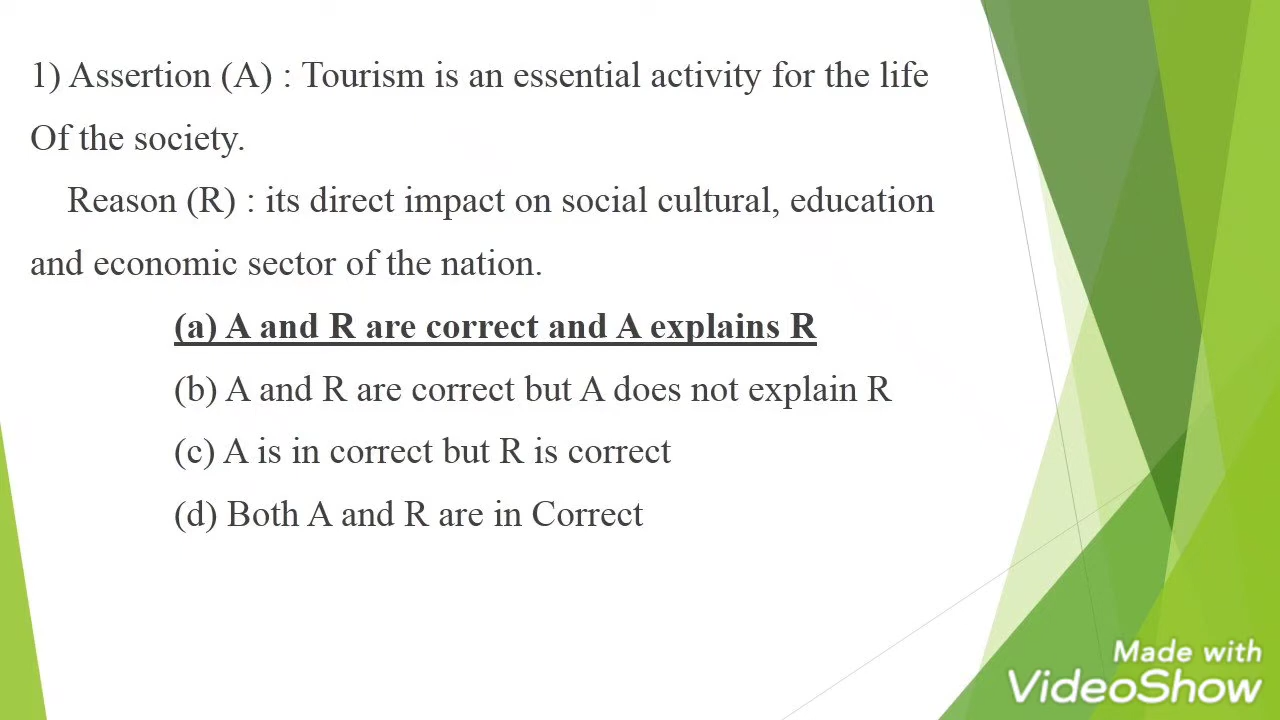 1) Assertion (A) : Tourism is an essential activity for the life
Of the society.
Reason (R) : its direct impact on social cultural, education
and economic sector of the nation.
(a) A and R are correct and A explains R
(b) A and R are correct but A does not explain R
(c) A is in correct but R is correct
(d) Both A and R are in Correct
Made with
VideoShow